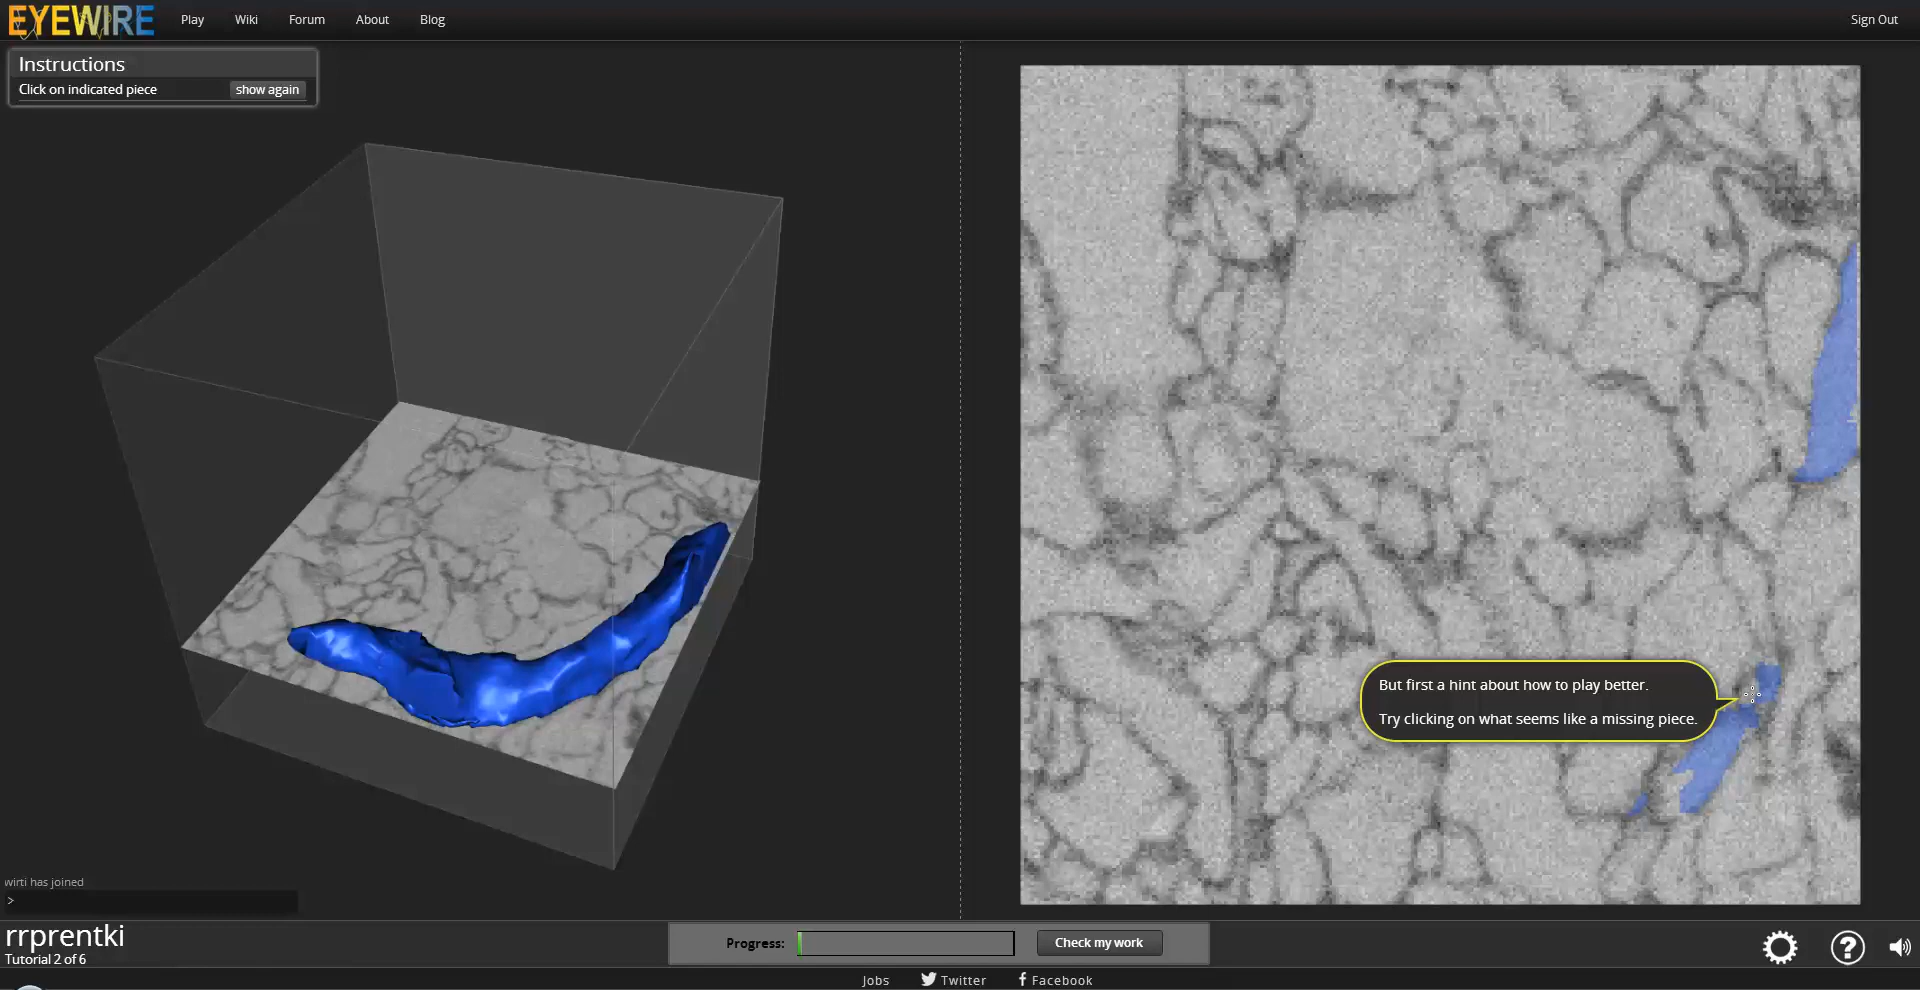 EYEWIRE
Play
Wiki
Forum
About
Blog
Sign Out
Instructions
Click on indicated piece
show again
But first a hint about how to play better.
Try clicking on what seems like a missing piece.
wirti has joined
>
rrprentki
Tutorial 2 of 6
Progress:
Check my work
?
Jobs
Twitter
Facebook